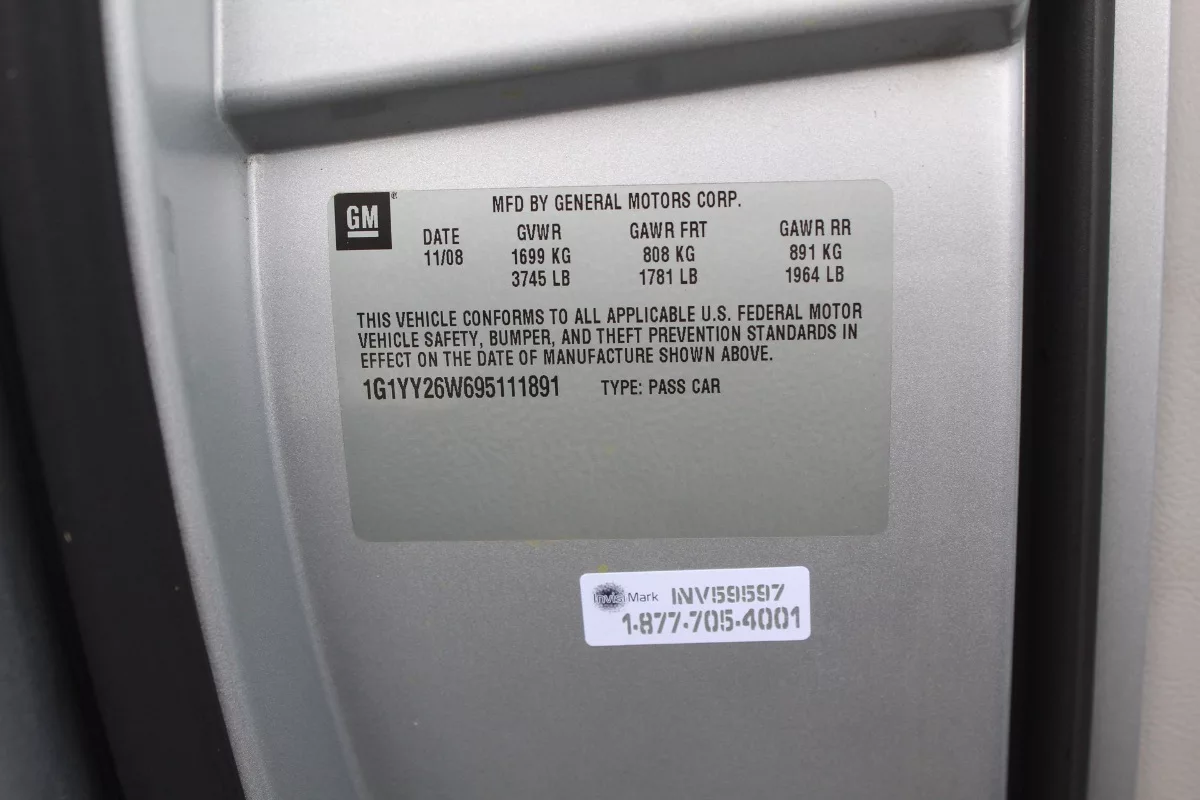 GM® MFD BY GENERAL MOTORS CORP.
DATE GVWR GAWR FRT GAWR RR
11/08 1699 KG 808 KG 891 KG
3745 LB 1781 LB 1964 LB
THIS VEHICLE CONFORMS TO ALL APPLICABLE U.S. FEDERAL MOTOR
VEHICLE SAFETY, BUMPER, AND THEFT PREVENTION STANDARDS IN
EFFECT ON THE DATE OF MANUFACTURE SHOWN ABOVE.
1G1YY26W695111891 TYPE: PASS CAR
InvisiMark INV59597
1-877-705-4001